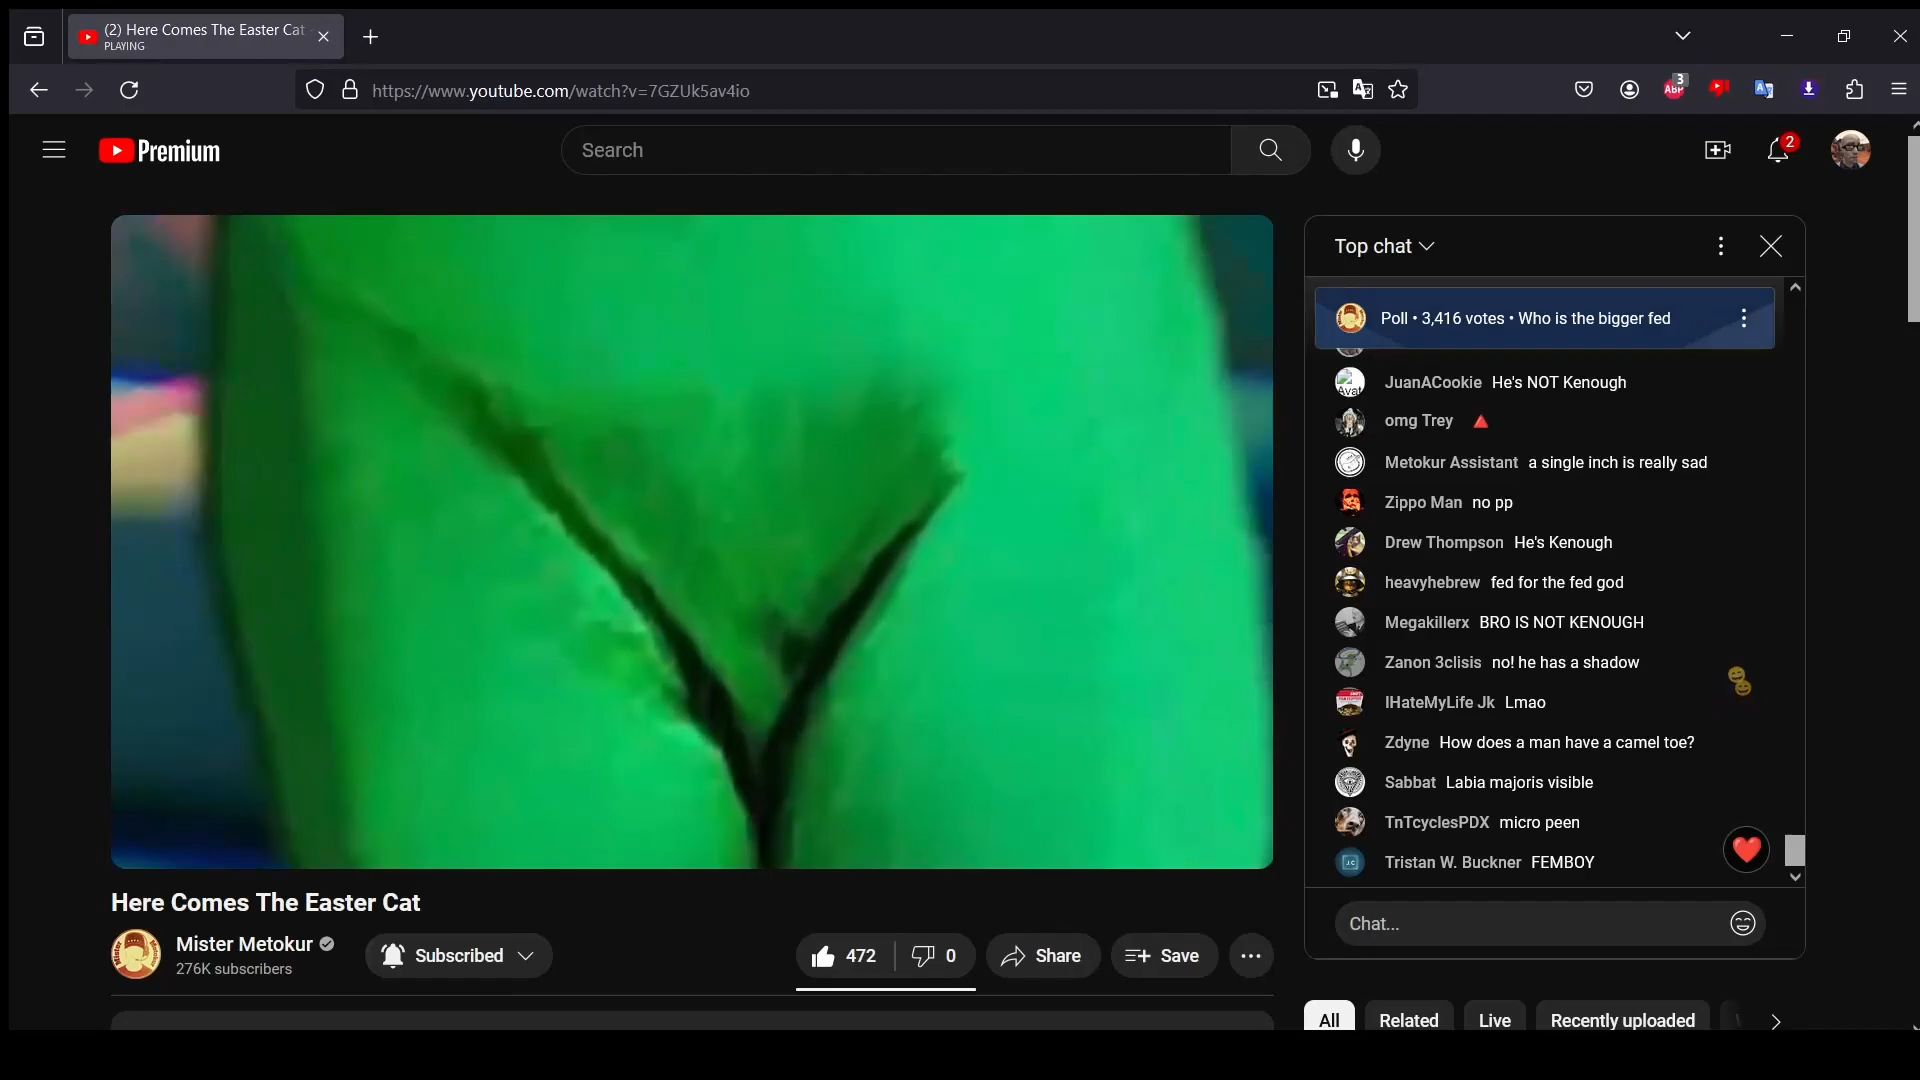 (2) Here Comes The Easter Cat
PLAYING
https://www.youtube.com/watch?v=7GZUk5av4io
3
ABP
Premium
Search
2
Top chat
Poll • 3,416 votes • Who is the bigger fed
JuanACookie He's NOT Kenough
omg Trey
Metokur Assistant a single inch is really sad
Zippo Man no pp
Drew Thompson He's Kenough
heavyhebrew fed for the fed god
Megakillerx BRO IS NOT KENOUGH
Zanon 3clisis no! he has a shadow
IHateMyLife Jk Lmao
Zdyne How does a man have a camel toe?
Sabbat Labia majoris visible
TnTcyclesPDX micro peen
Tristan W. Buckner FEMBOY
Chat...
Here Comes The Easter Cat
Mister Metokur
276K subscribers
Subscribed
472
0
Share
Save
All
Related
Live
Recently uploaded